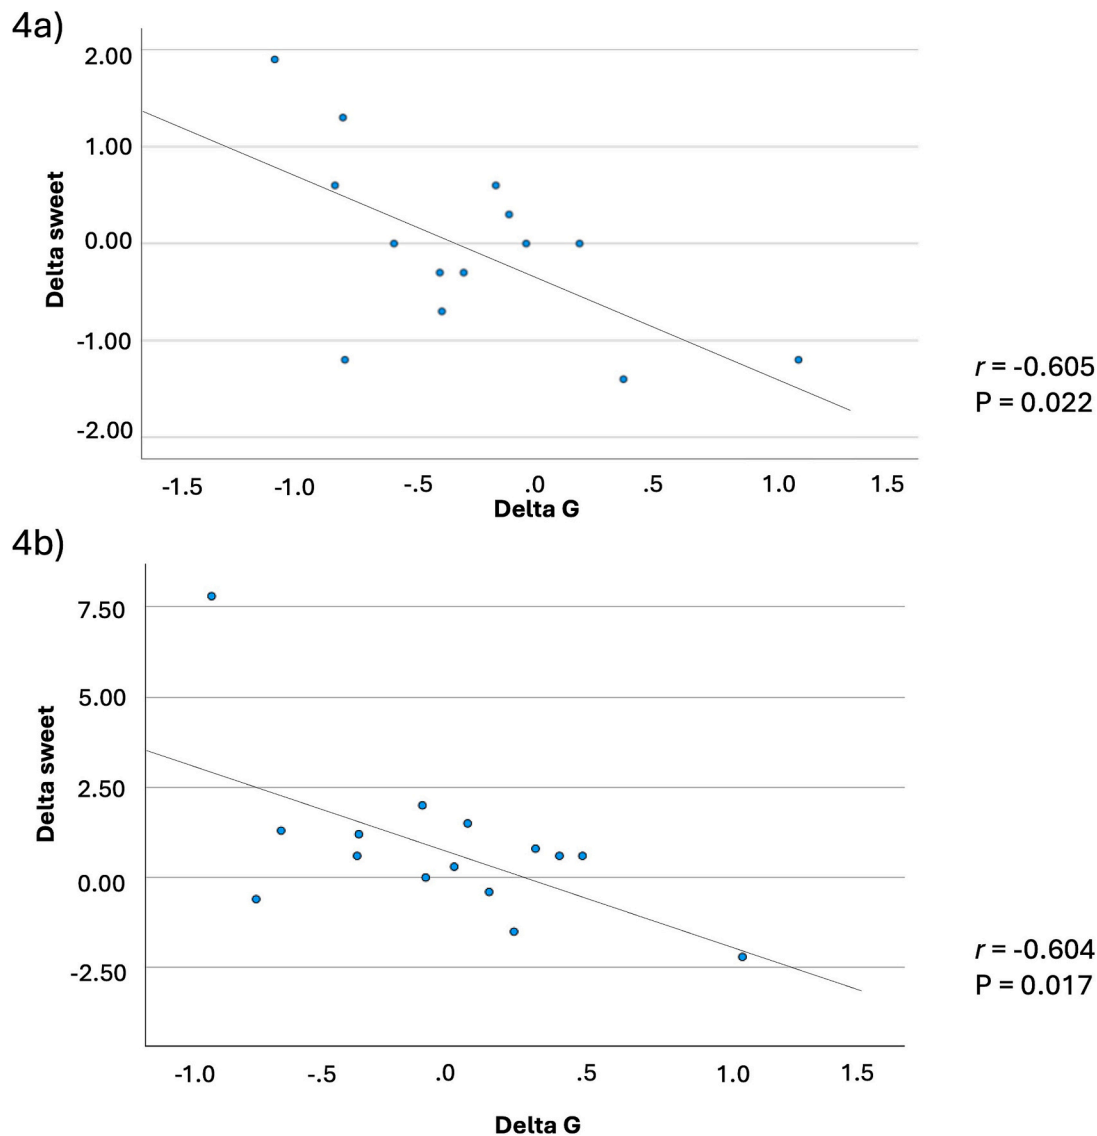 4a)
2.00
1.00
0.00
-1.00
-2.00
Delta sweet
-1.5 -1.0 -.5 .0 .5 1.0 1.5
Delta G
r = -0.605
P = 0.022
4b)
7.50
5.00
2.50
0.00
-2.50
Delta sweet
-1.0 -.5 .0 .5 1.0 1.5
Delta G
r = -0.604
P = 0.017